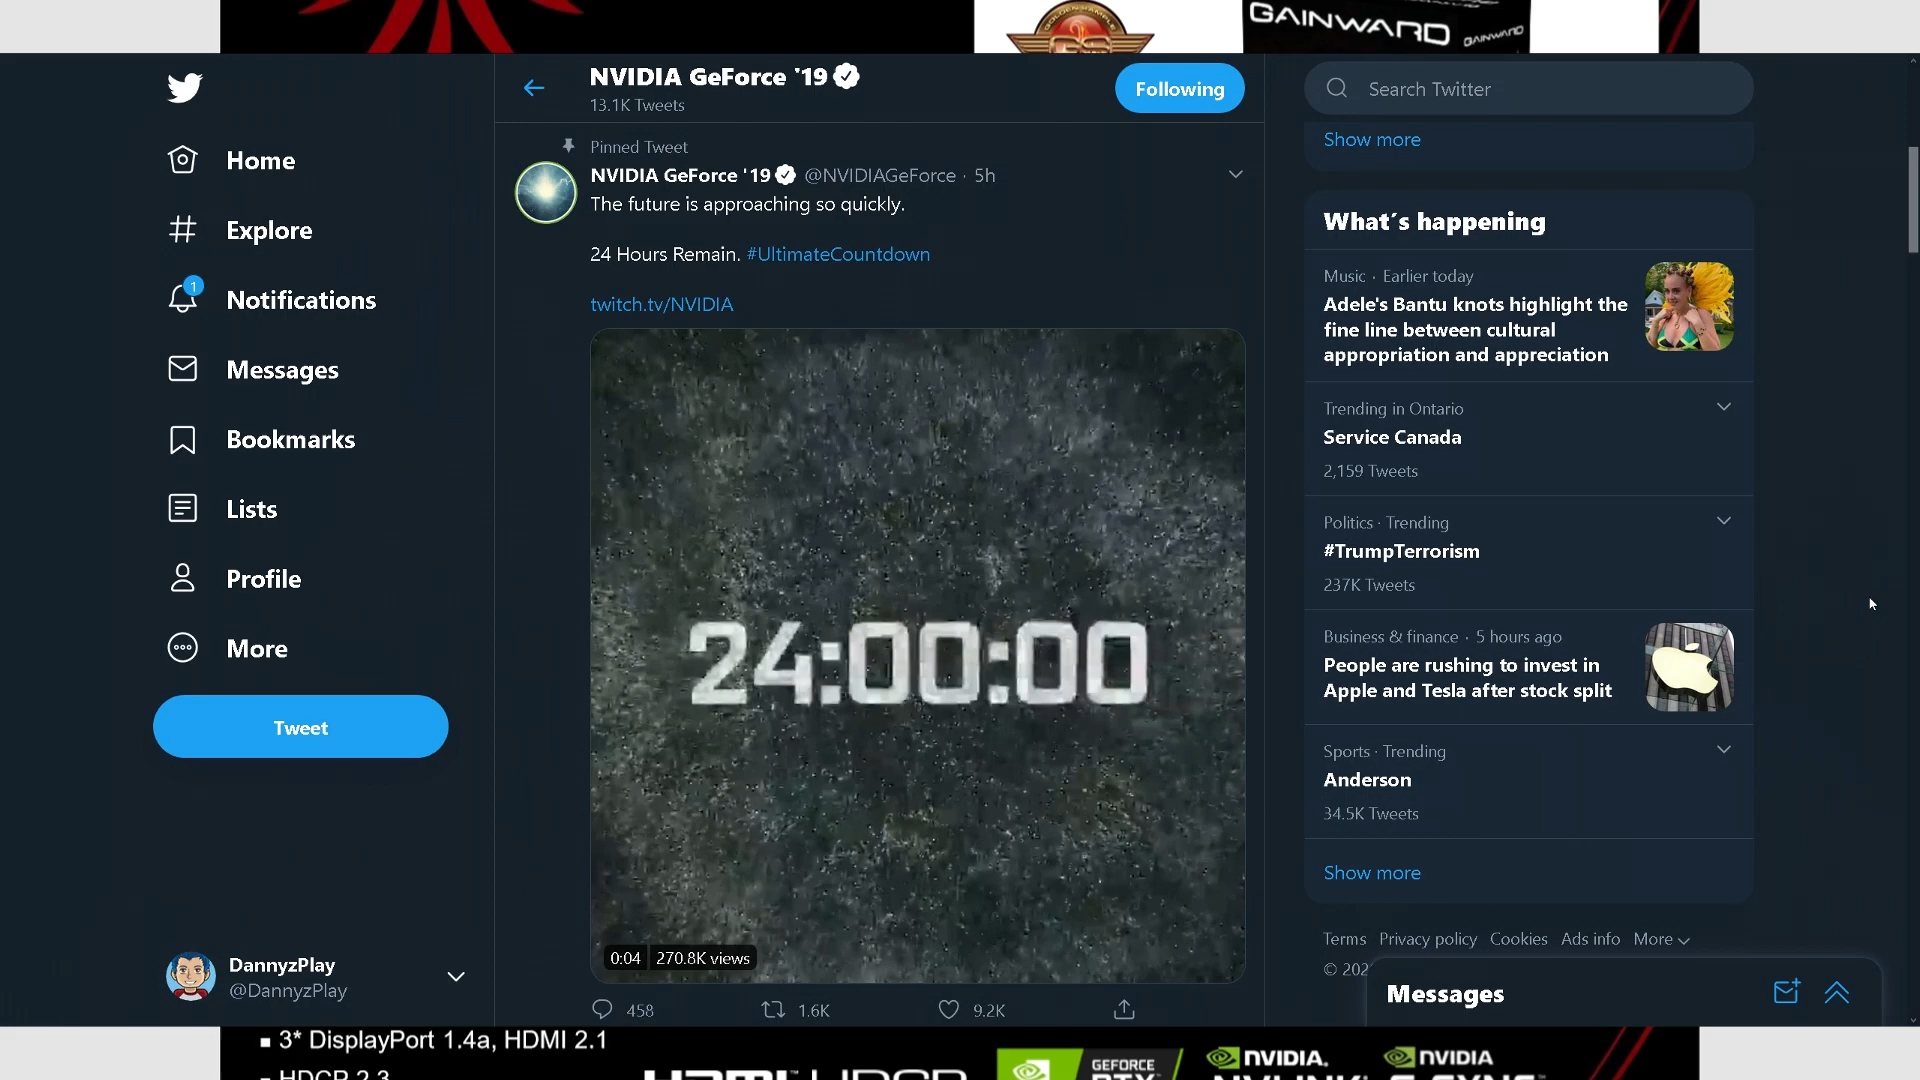 GAINWARD
GAINWARD
NVIDIA GeForce '19
13.1K Tweets
Following
Search Twitter
Show more
Home
Explore
1
Notifications
Messages
Bookmarks
Lists
Profile
More
Tweet
DannyzPlay
@DannyzPlay
Pinned Tweet
NVIDIA GeForce '19 @NVIDIAGeForce · 5h
The future is approaching so quickly.
24 Hours Remain. #UltimateCountdown
twitch.tv/NVIDIA
24:00:00
0:04 270.8K views
458 1.6K 9.2K
What's happening
Music · Earlier today
Adele's Bantu knots highlight the
fine line between cultural
appropriation and appreciation
Trending in Ontario
Service Canada
2,159 Tweets
Politics · Trending
#TrumpTerrorism
237K Tweets
Business & finance · 5 hours ago
People are rushing to invest in
Apple and Tesla after stock split
Sports · Trending
Anderson
34.5K Tweets
Show more
Terms Privacy policy Cookies Ads info More
Messages
▪ 3* DisplayPort 1.4a, HDMI 2.1
HDCP 2.3
GEFORCE
RTX
NVIDIA.
NVIDIA